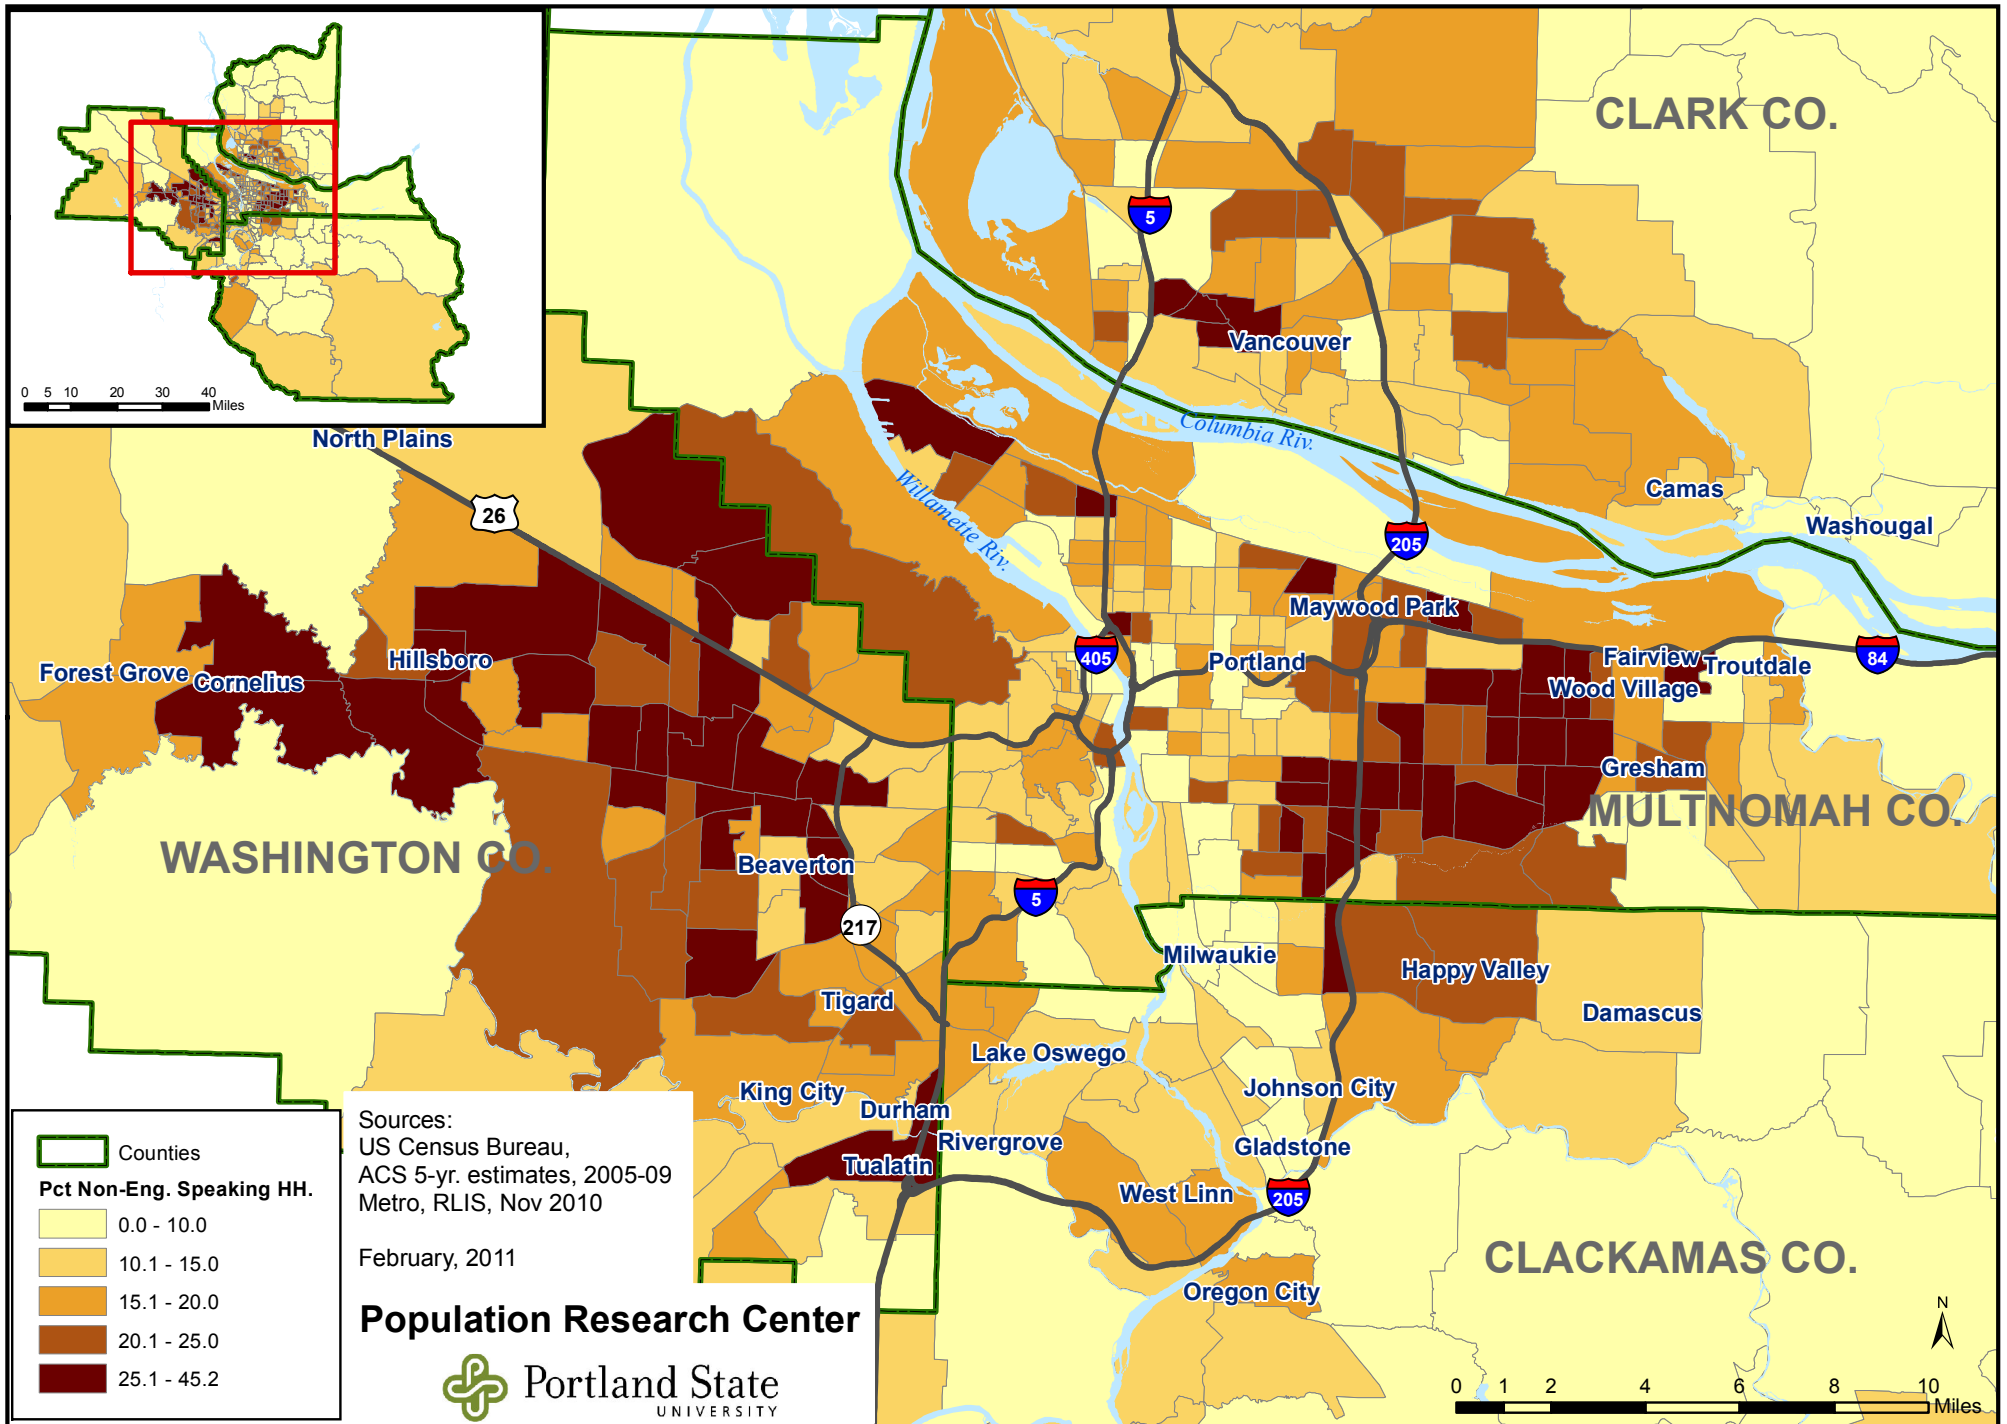 CLARK CO.
5
0 5 10 20 30 40
Miles
Vancouver
North Plains
Columbia Riv.
Camas
26
Willamette Riv.
Washougal
205
Maywood Park
Hillsboro
405
Portland
Fairview
Troutdale
84
Forest Grove
Cornelius
Wood Village
Gresham
MULTNOMAH CO.
WASHINGTON CO.
Beaverton
5
217
Milwaukie
Happy Valley
Tigard
Damascus
Lake Oswego
King City
Johnson City
Durham
Rivergrove
Gladstone
Tualatin
West Linn
205
CLACKAMAS CO.
Oregon City
Counties
Pct Non-Eng. Speaking HH.
0.0 - 10.0
10.1 - 15.0
15.1 - 20.0
20.1 - 25.0
25.1 - 45.2
Sources:
US Census Bureau,
ACS 5-yr. estimates, 2005-09
Metro, RLIS, Nov 2010
February, 2011
Population Research Center
Portland State
UNIVERSITY
N
0 1 2 4 6 8 10
Miles